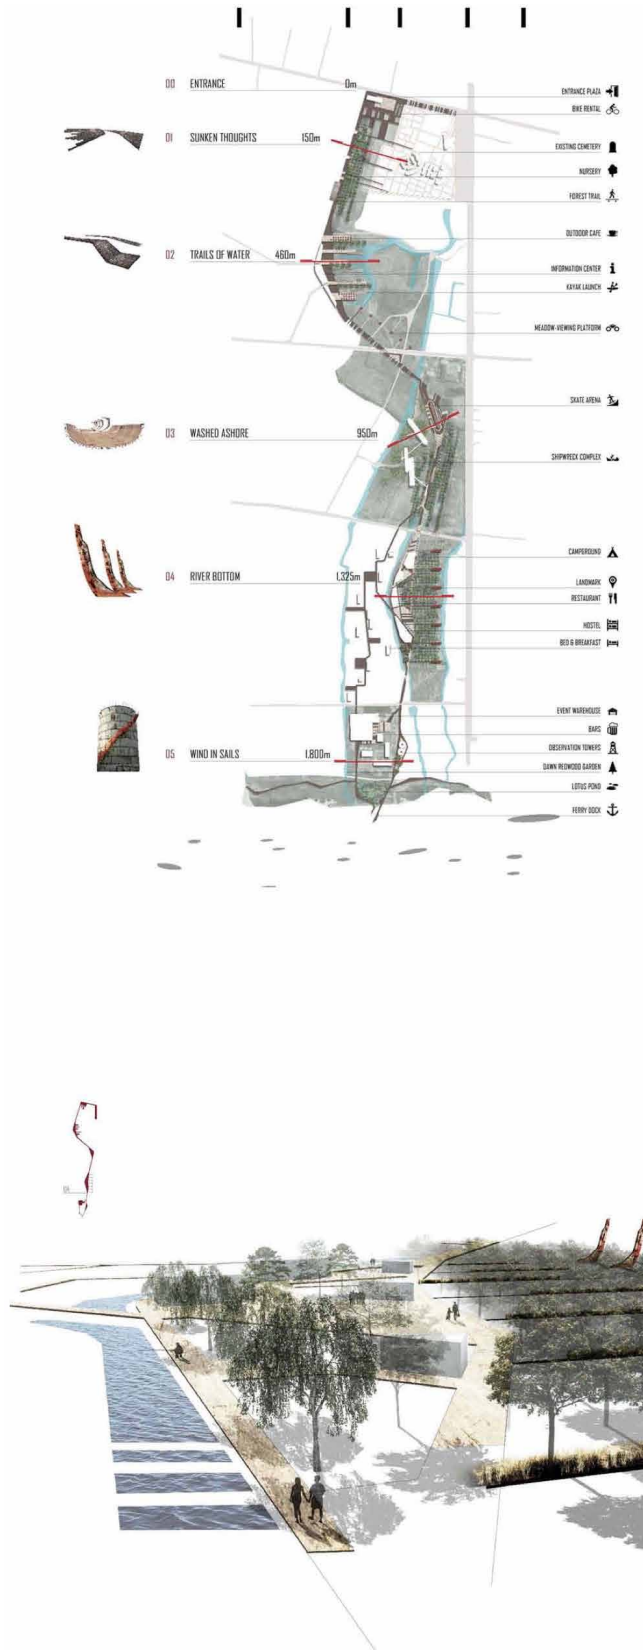 00 ENTRANCE 0m
ENTRANCE PLAZA
BIKE RENTAL
01 SUNKEN THOUGHTS 150m
EXISTING CEMETERY
NURSERY
FOREST TRAIL
OUTDOOR CAFE
02 TRAILS OF WATER 460m
INFORMATION CENTER
KAYAK LAUNCH
MEADOW-VIEWING PLATFORM
SKATE ARENA
03 WASHED ASHORE 950m
SHIPWRECK COMPLEX
CAMPGROUND
04 RIVER BOTTOM 1,325m
LANDMARK
RESTAURANT
HOSTEL
BED & BREAKFAST
EVENT WAREHOUSE
BARS
OBSERVATION TOWERS
05 WIND IN SAILS 1,800m
DAWN REDWOOD GARDEN
LOTUS POND
FERRY DOCK